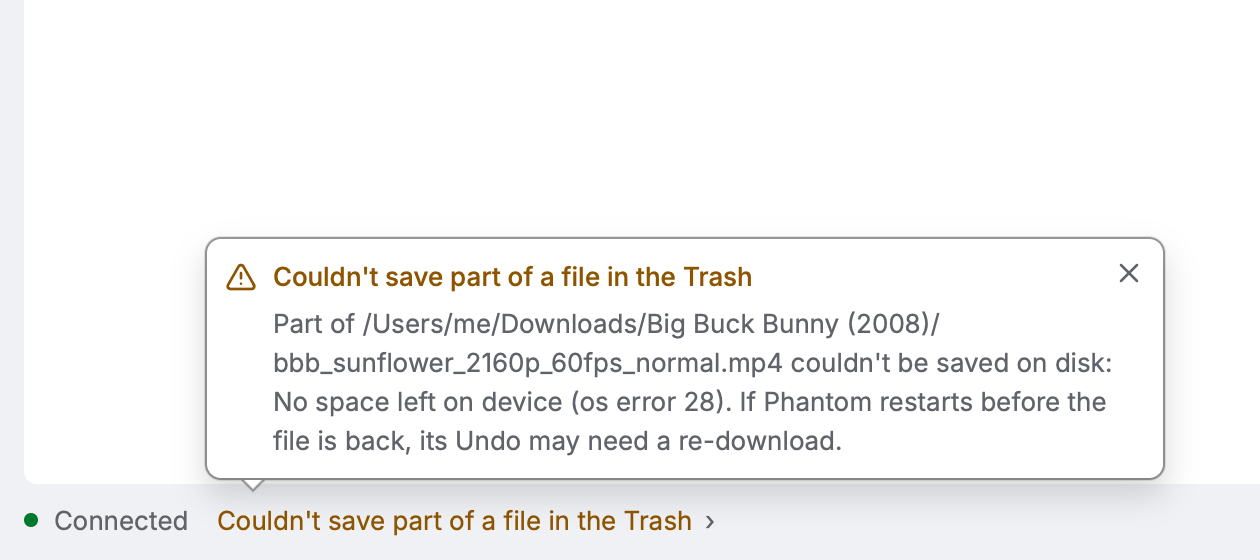 Couldn't save part of a file in the Trash
Part of /Users/me/Downloads/Big Buck Bunny (2008)/
bbb_sunflower_2160p_60fps_normal.mp4 couldn't be saved on disk:
No space left on device (os error 28). If Phantom restarts before the
file is back, its Undo may need a re-download.
Connected Couldn't save part of a file in the Trash ›